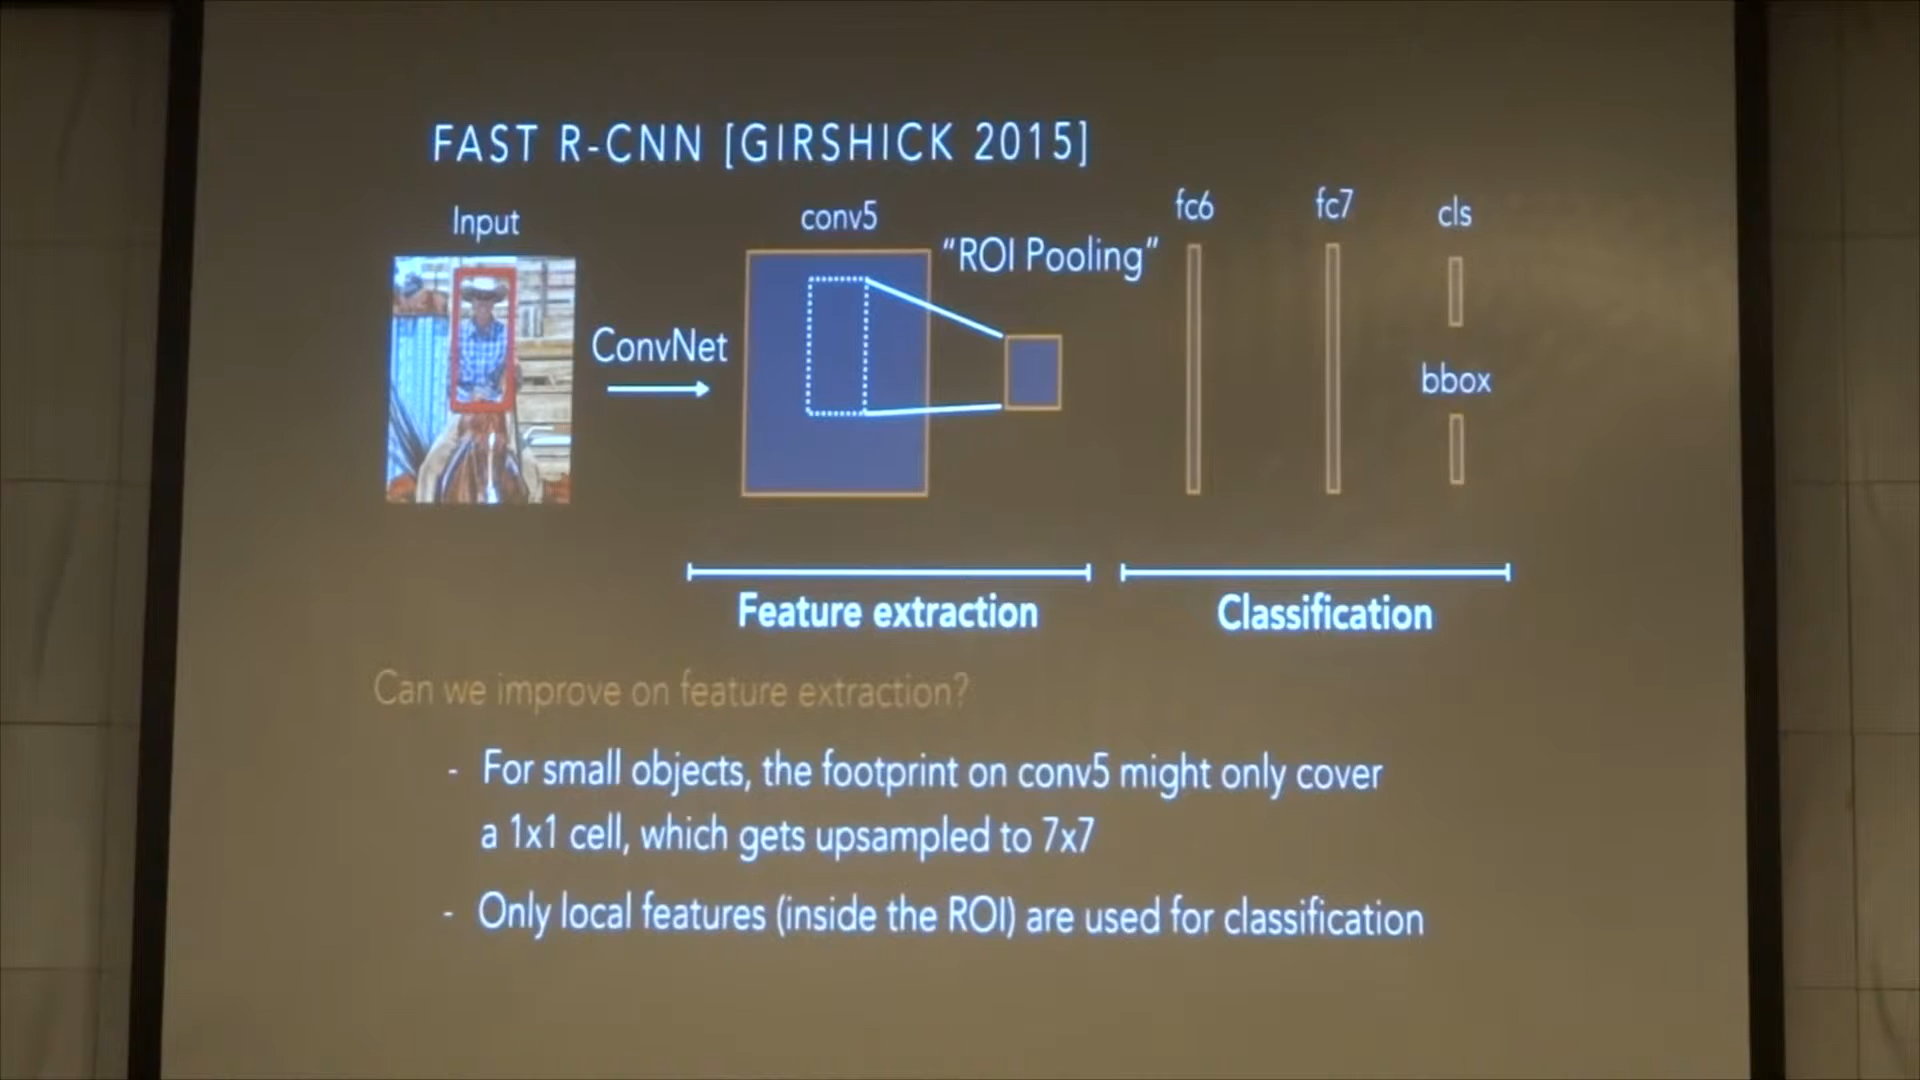 FAST R-CNN [GIRSHICK 2015]
Input
conv5
"ROI Pooling"
fc6
fc7
cls
ConvNet
bbox
Feature extraction
Classification
Can we improve on feature extraction?
- For small objects, the footprint on conv5 might only cover
a 1x1 cell, which gets upsampled to 7x7
- Only local features (inside the ROI) are used for classification